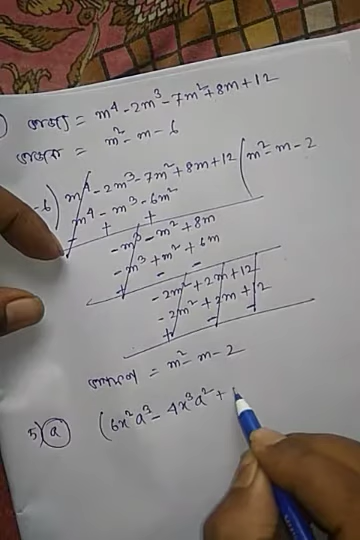 ভাজ্য = m⁴ - 2m³ - 7m² + 8m + 12
ভাজক = m² - m - 6
-6) m⁴ - 2m³ - 7m² + 8m + 12 ( m² - m - 2
m⁴ - m³ - 6m²
- + +
- m³ - m² + 8m
- m³ + m² + 6m
+ - -
- 2m² + 2m + 12
- 2m² + 2m + 12
+ - -
ভাগফল = m² - m - 2
5) a (6x²a³ - 4x³a² +